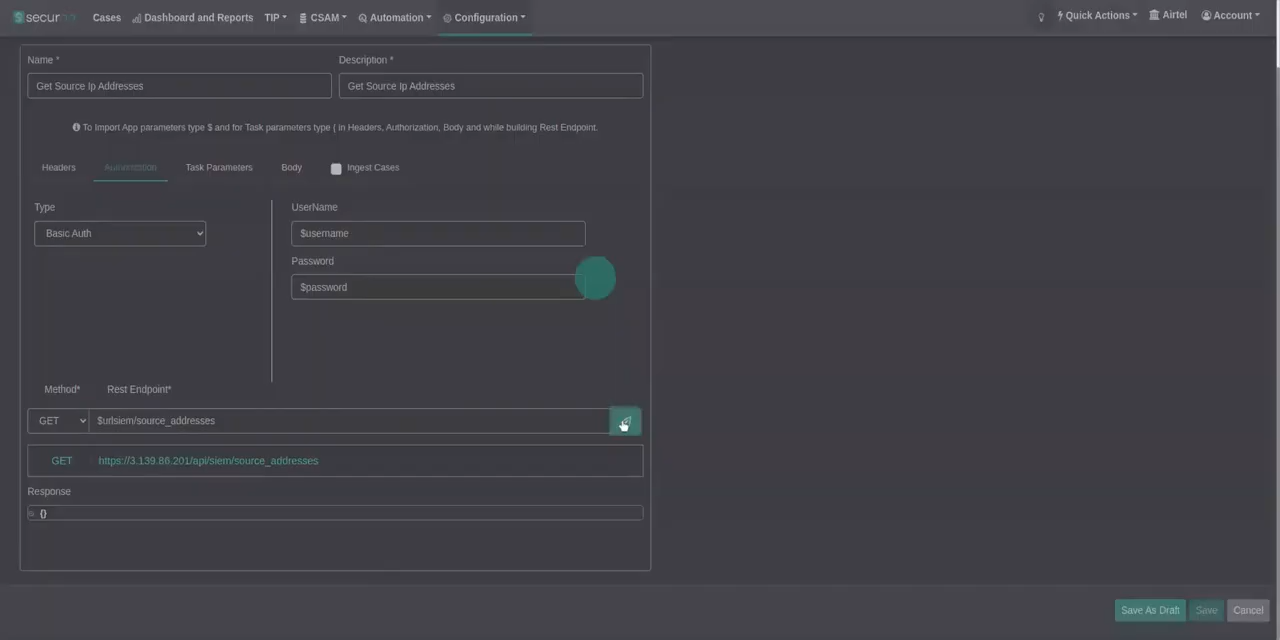 securaa Cases Dashboard and Reports TIP CSAM Automation Configuration Quick Actions Airtel Account
Name * Description *
Get Source Ip Addresses Get Source Ip Addresses
To Import App parameters type $ and for Task parameters type { in Headers, Authorization, Body and while building Rest Endpoint.
Headers Authorization Task Parameters Body Ingest Cases
Type UserName
Basic Auth $username
Password
$password
Method* Rest Endpoint*
GET $urlsiem/source_addresses
GET https://3.139.86.201/api/siem/source_addresses
Response
{}
Save As Draft Save Cancel